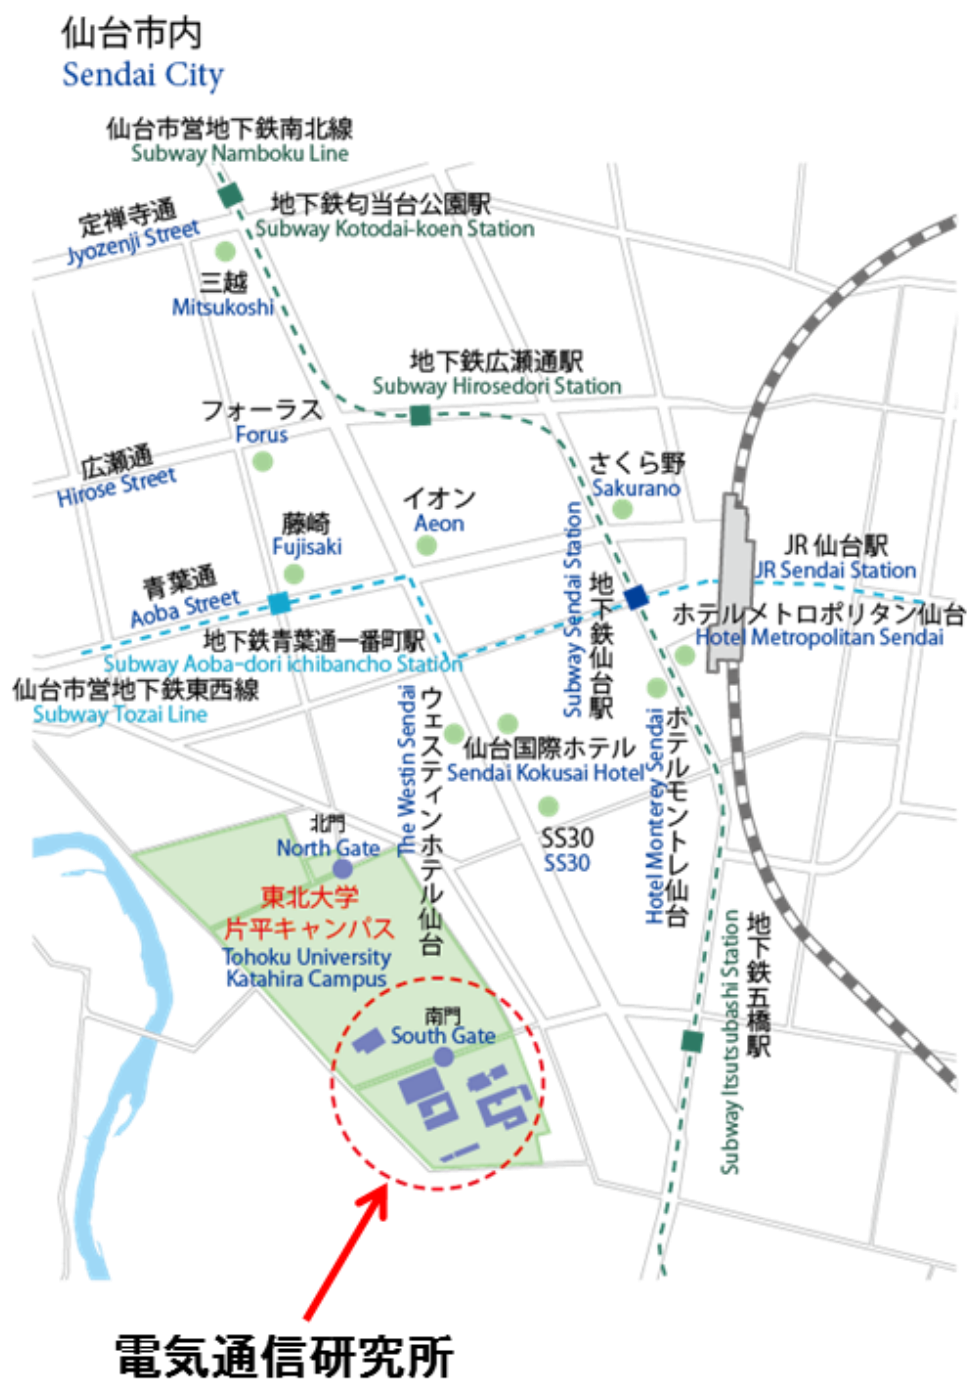 仙台市内
Sendai City
仙台市営地下鉄南北線
Subway Namboku Line
定禅寺通
Jyozenji Street
地下鉄匂当台公園駅
Subway Kotodai-koen Station
三越
Mitsukoshi
地下鉄広瀬通駅
Subway Hirosedori Station
フォーラス
Forus
広瀬通
Hirose Street
さくら野
Sakurano
イオン
Aeon
藤崎
Fujisaki
JR 仙台駅
JR Sendai Station
青葉通
Aoba Street
地下鉄仙台駅
Subway Sendai Station
ホテルメトロポリタン仙台
Hotel Metropolitan Sendai
地下鉄青葉通一番町駅
Subway Aoba-dori ichibancho Station
仙台市営地下鉄東西線
Subway Tozai Line
ウェスティンホテル仙台
The Westin Sendai
仙台国際ホテル
Sendai Kokusai Hotel
ホテルモントレ仙台
Hotel Monterey Sendai
SS30
SS30
北門
North Gate
東北大学
片平キャンパス
Tohoku University
Katahira Campus
地下鉄五橋駅
Subway Itsutsubashi Station
南門
South Gate
電気通信研究所